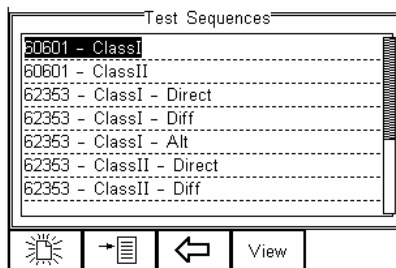 Test Sequences
60601 - ClassI
60601 - ClassII
62353 - ClassI - Direct
62353 - ClassI - Diff
62353 - ClassI - Alt
62353 - ClassII - Direct
62353 - ClassII - Diff
View